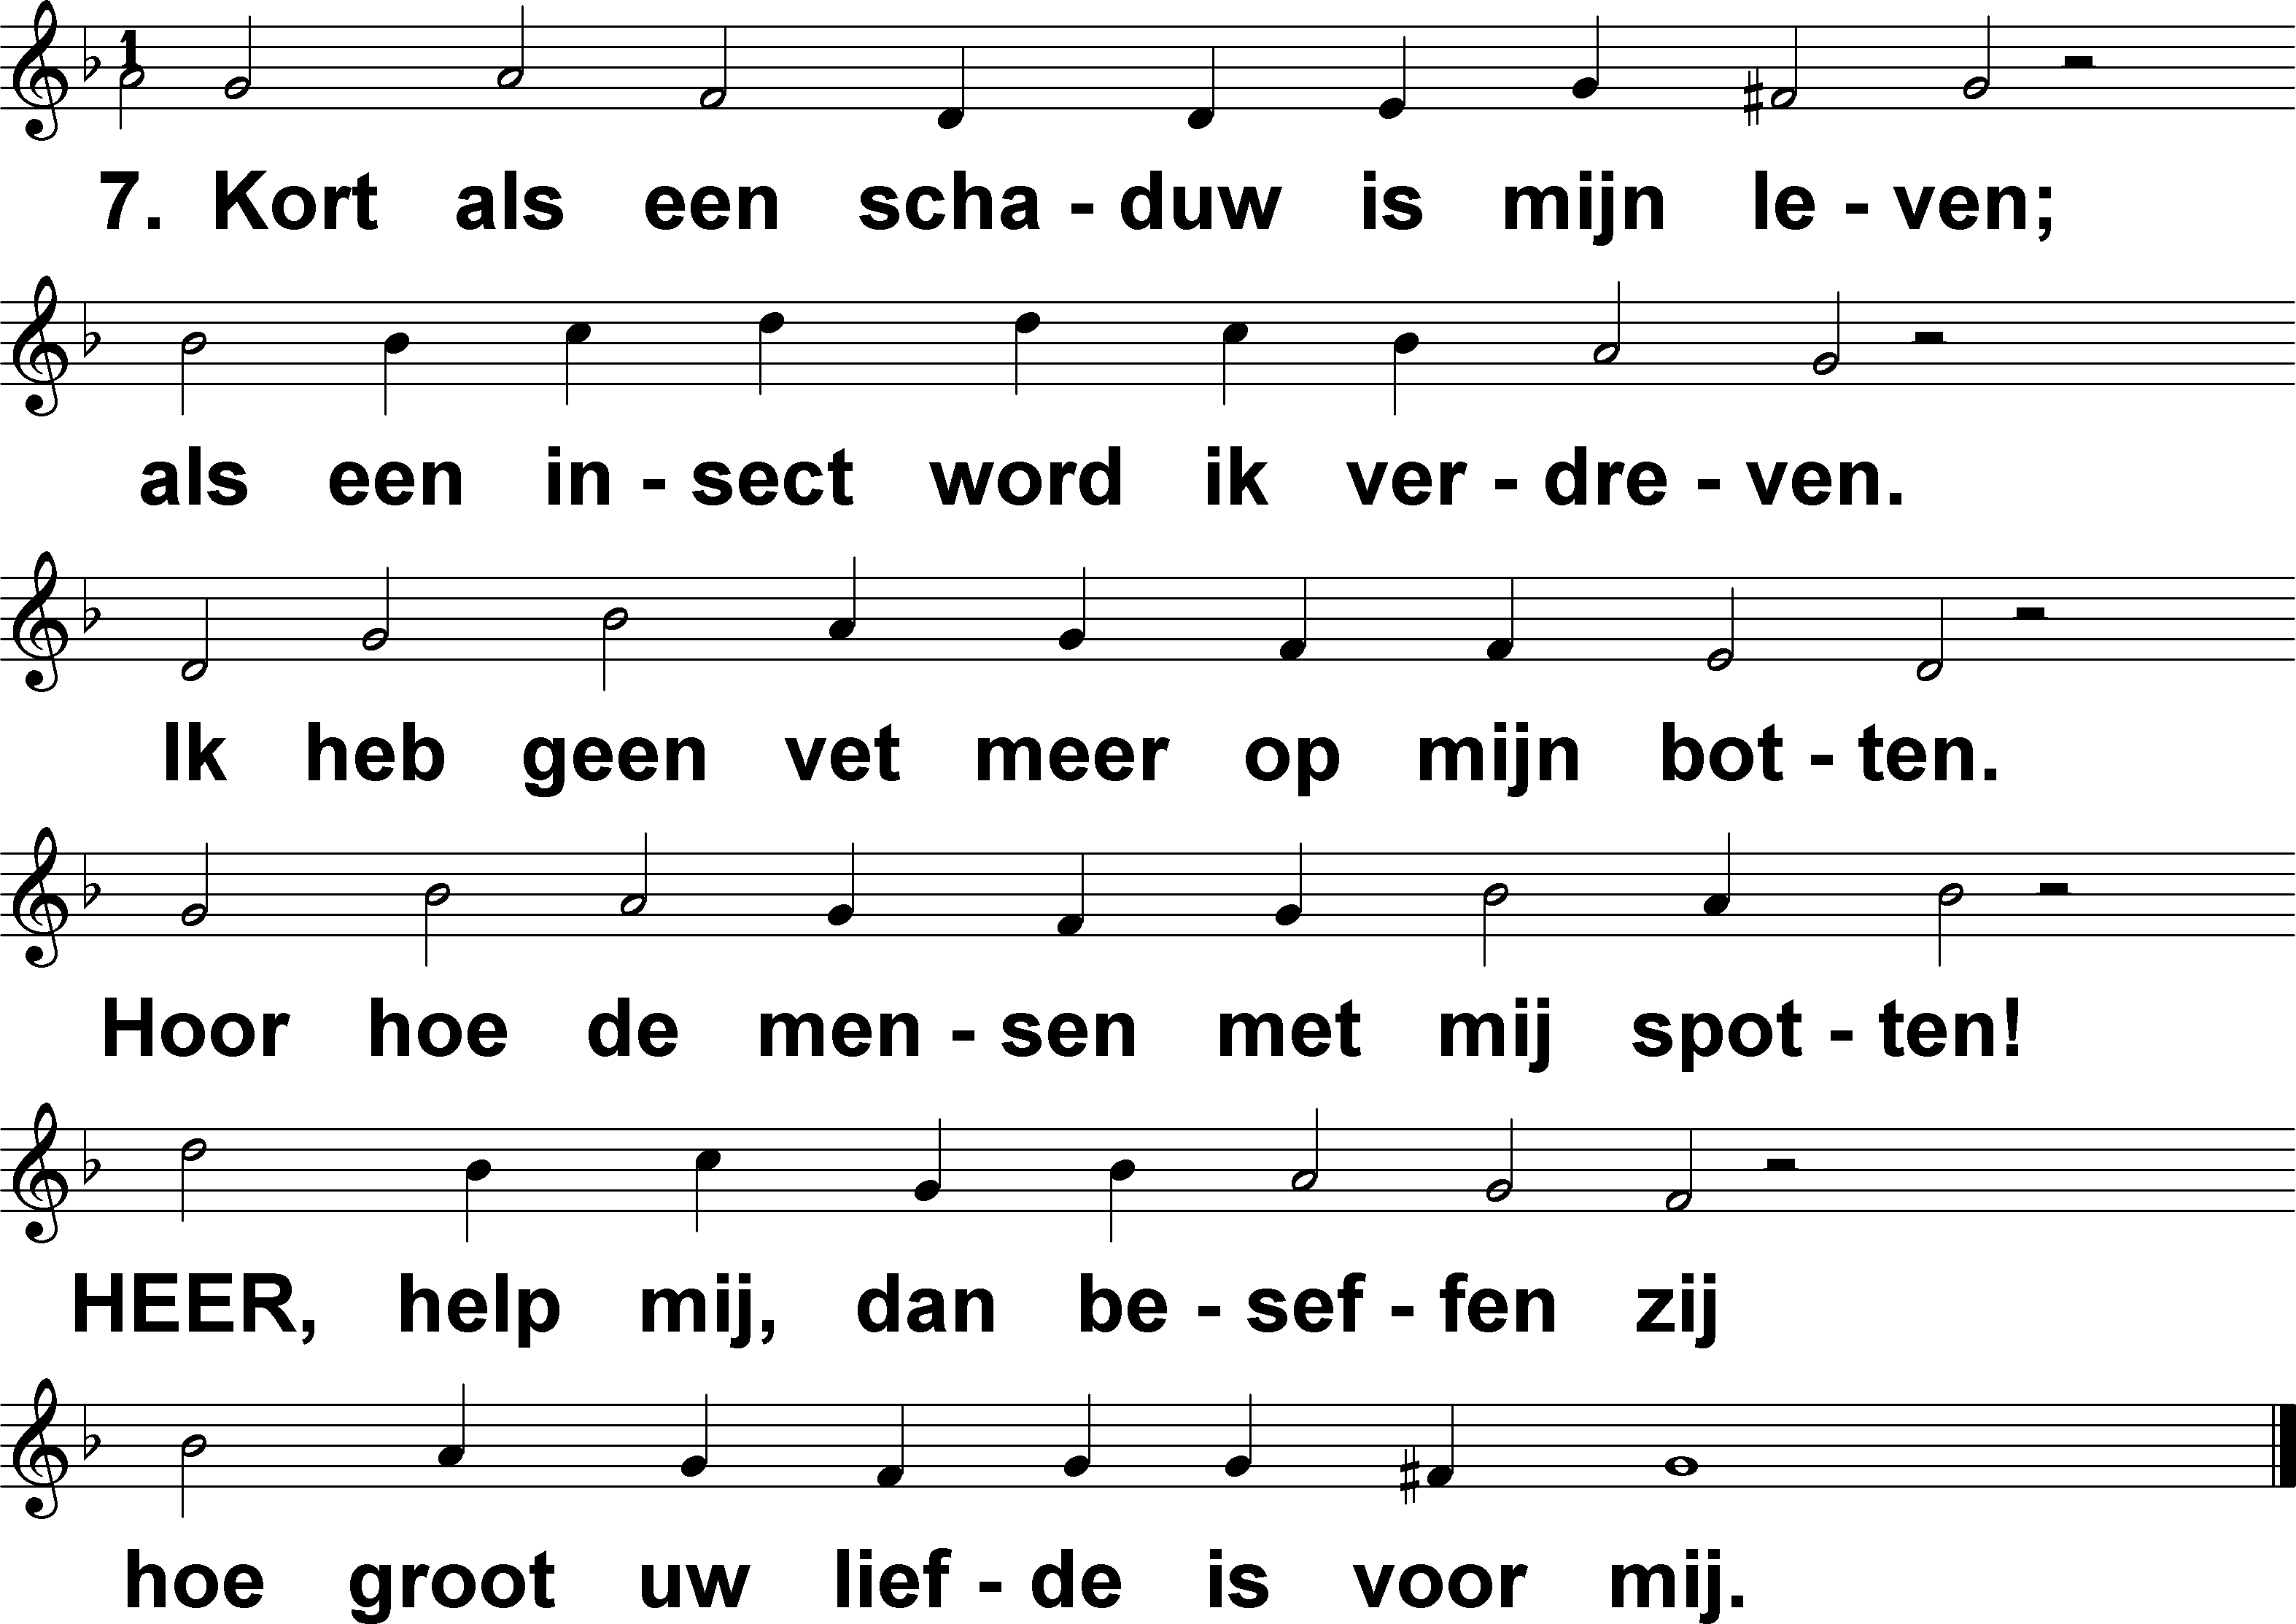 1
7. Kort als een scha - duw is mijn le - ven;
als een in - sect word ik ver - dre - ven.
Ik heb geen vet meer op mijn bot - ten.
Hoor hoe de men - sen met mij spot - ten!
HEER, help mij, dan be - sef - fen zij
hoe groot uw lief - de is voor mij.